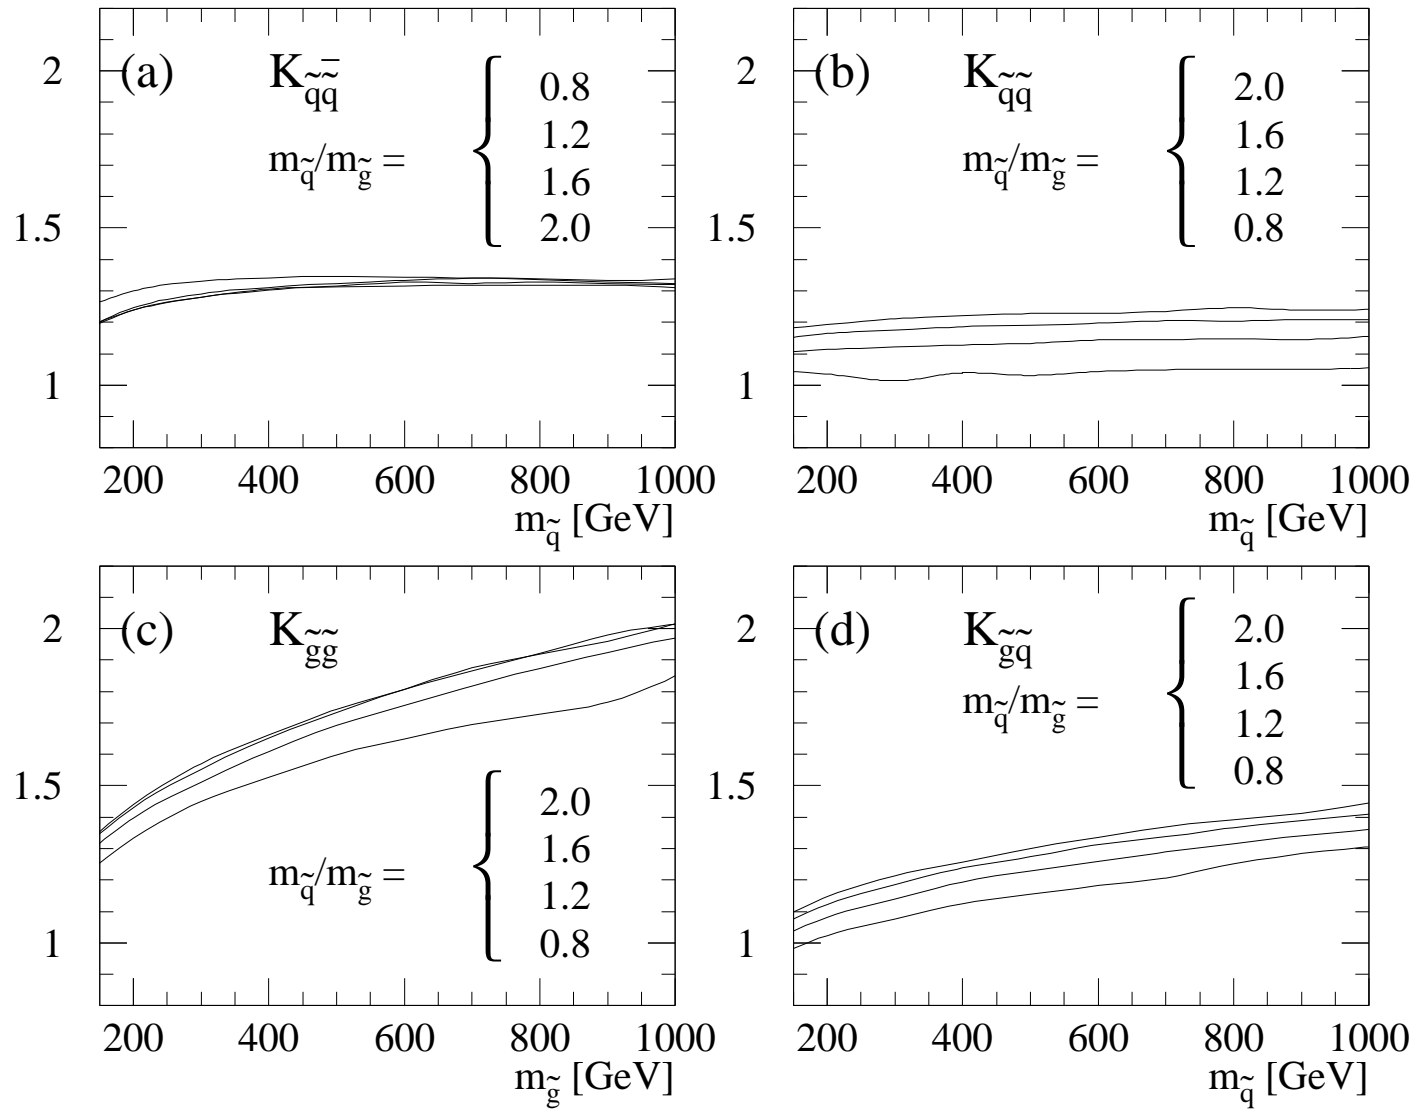 (a) K_{q̃q̃̄}
m_q̃/m_g̃ =
0.8
1.2
1.6
2.0
2
1.5
1
200 400 600 800 1000
m_q̃ [GeV]
(b) K_{q̃q̃}
m_q̃/m_g̃ =
2.0
1.6
1.2
0.8
2
1.5
1
200 400 600 800 1000
m_q̃ [GeV]
(c) K_{g̃g̃}
m_q̃/m_g̃ =
2.0
1.6
1.2
0.8
2
1.5
1
200 400 600 800 1000
m_g̃ [GeV]
(d) K_{g̃q̃}
m_q̃/m_g̃ =
2.0
1.6
1.2
0.8
2
1.5
1
200 400 600 800 1000
m_q̃ [GeV]